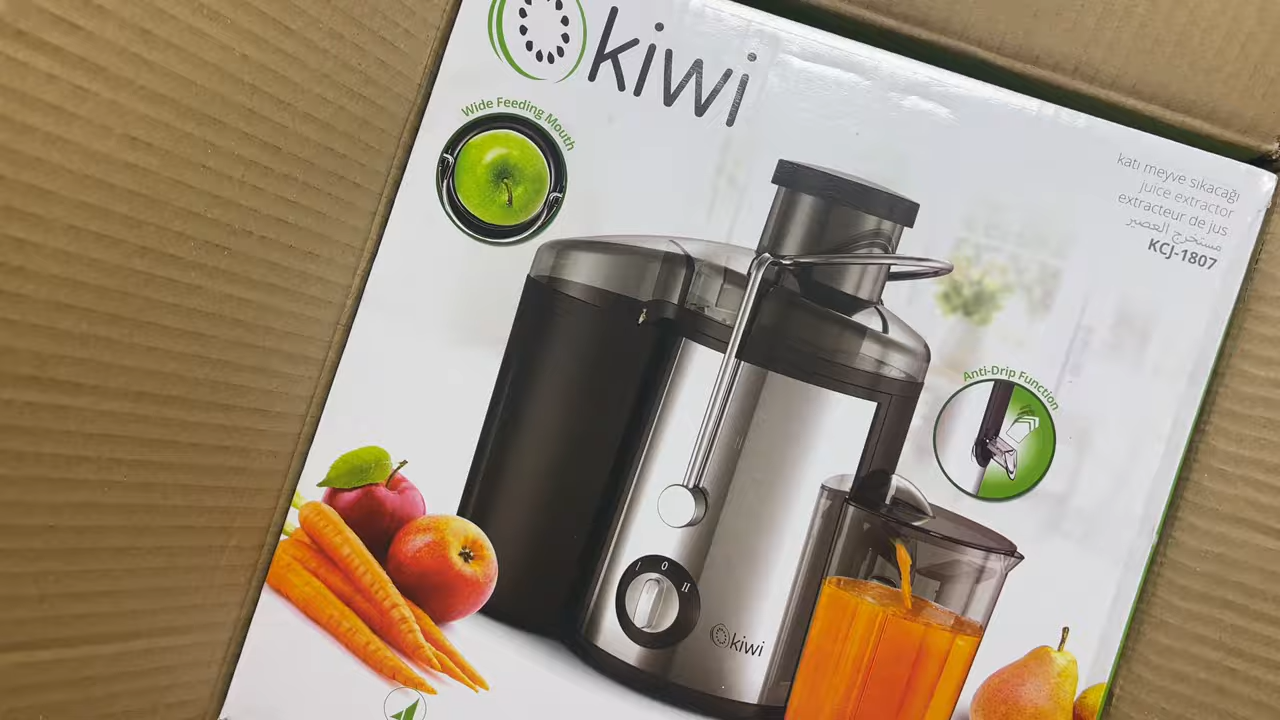 kiwi
Wide Feeding Mouth
katı meyve sıkacağı
juice extractor
extracteur de jus
مستخرج العصير
KCJ-1807
Anti-Drip Function
I O II
kiwi